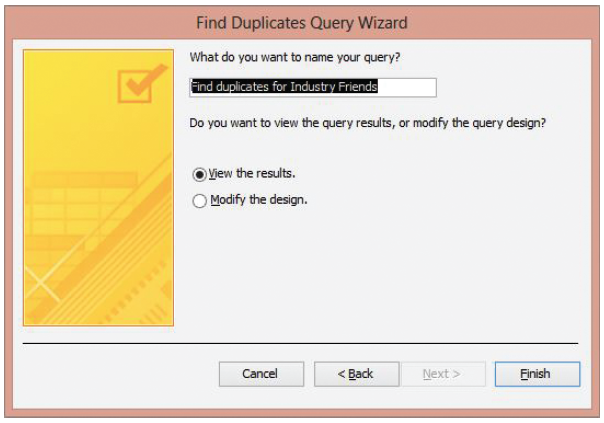 Find Duplicates Query Wizard
What do you want to name your query?
Find duplicates for Industry Friends
Do you want to view the query results, or modify the query design?
View the results.
Modify the design.
Cancel < Back Next > Finish